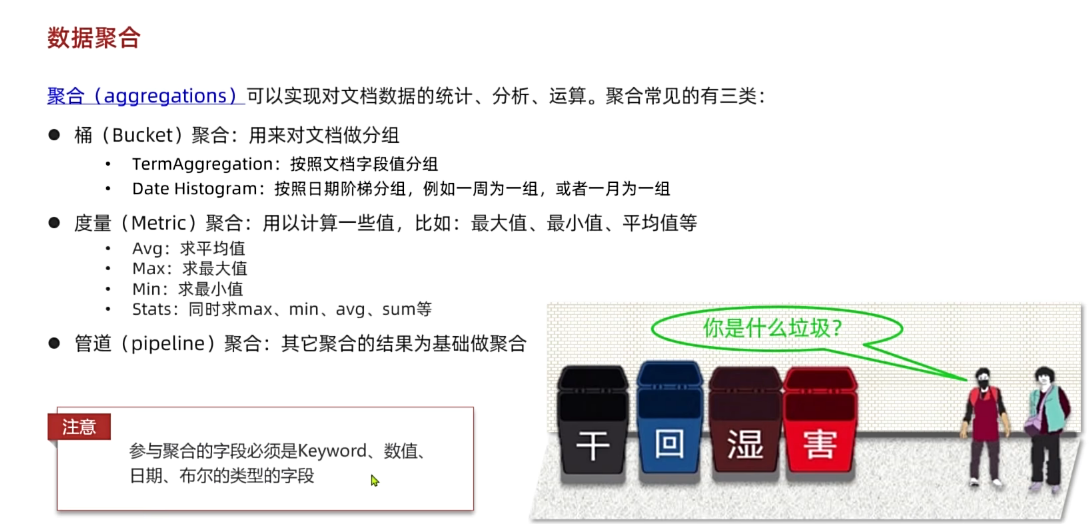 数据聚合
聚合（aggregations）可以实现对文档数据的统计、分析、运算。聚合常见的有三类：
● 桶（Bucket）聚合：用来对文档做分组
• TermAggregation：按照文档字段值分组
• Date Histogram：按照日期阶梯分组，例如一周为一组，或者一月为一组
● 度量（Metric）聚合：用以计算一些值，比如：最大值、最小值、平均值等
• Avg：求平均值
• Max：求最大值
• Min：求最小值
• Stats：同时求max、min、avg、sum等
● 管道（pipeline）聚合：其它聚合的结果为基础做聚合
注意
参与聚合的字段必须是Keyword、数值、
日期、布尔的类型的字段
你是什么垃圾？
干 回 湿 害